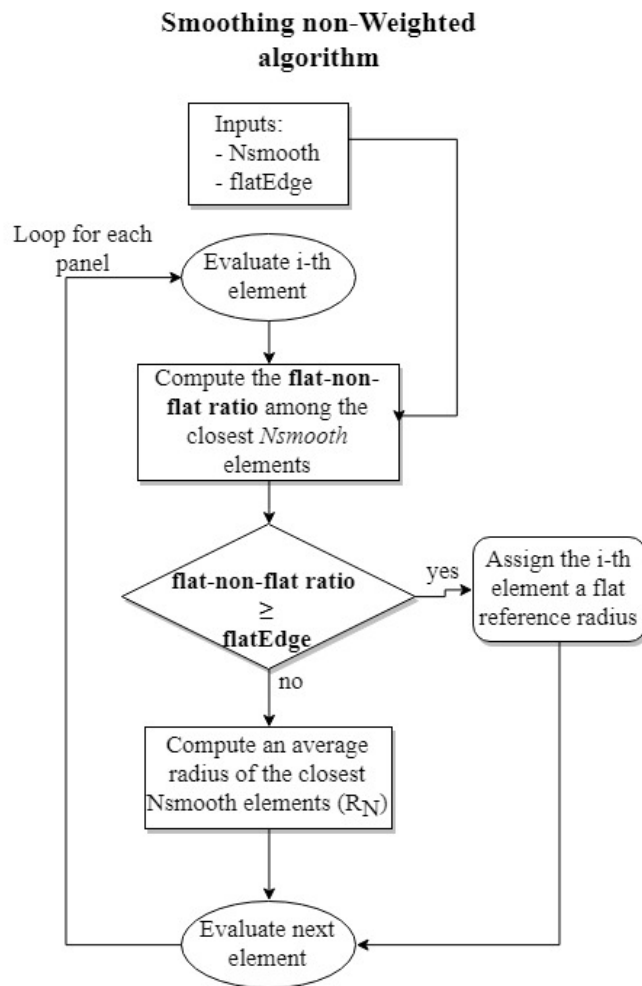 Smoothing non-Weighted
algorithm
Inputs:
- Nsmooth
- flatEdge
Loop for each
panel
Evaluate i-th
element
Compute the flat-non-
flat ratio among the
closest Nsmooth
elements
flat-non-flat ratio
≥
flatEdge
yes
Assign the i-th
element a flat
reference radius
no
Compute an average
radius of the closest
Nsmooth elements (RN)
Evaluate next
element